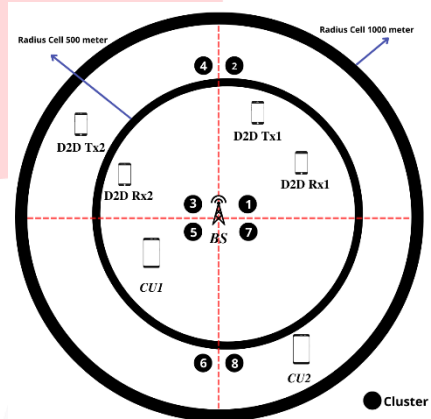 Radius Cell 500 meter
Radius Cell 1000 meter
4 2
D2D Tx2
D2D Tx1
D2D Rx2
D2D Rx1
3 1
5 BS 7
CU1
6 8
CU2
Cluster